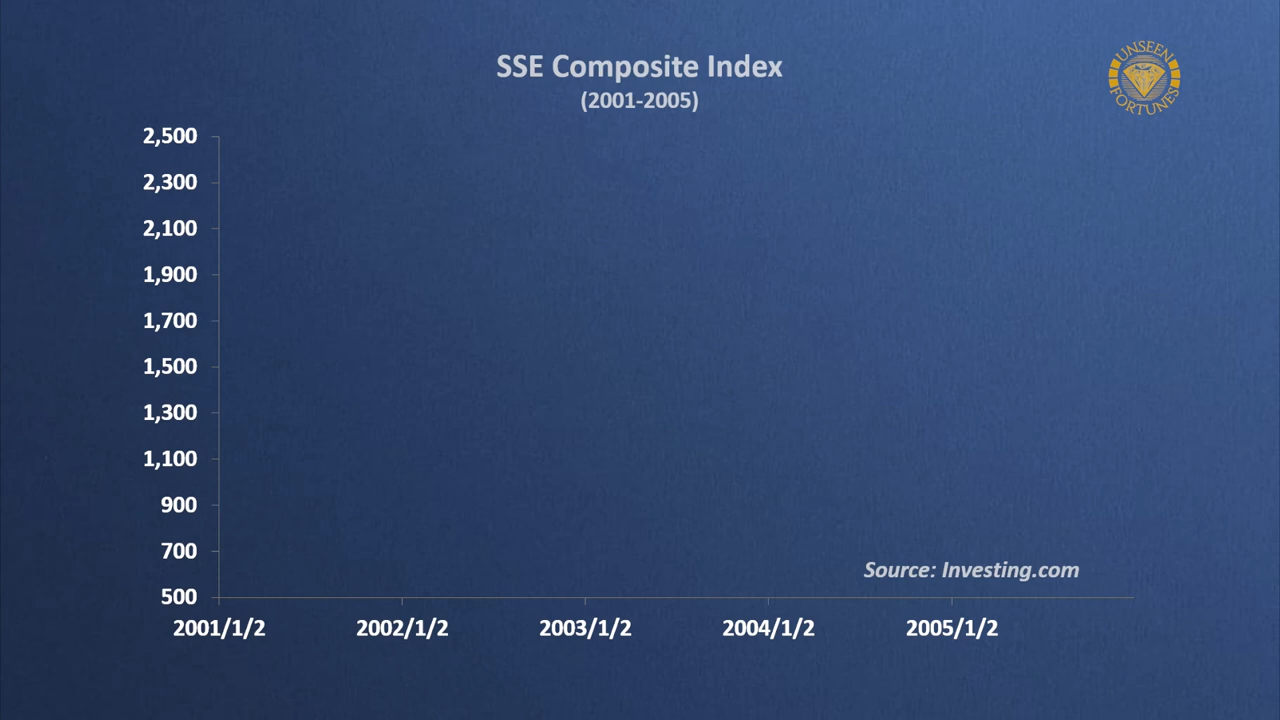 SSE Composite Index
(2001-2005)
UNSEEN
FORTUNES
2,500
2,300
2,100
1,900
1,700
1,500
1,300
1,100
900
700
500
Source: Investing.com
2001/1/2 2002/1/2 2003/1/2 2004/1/2 2005/1/2